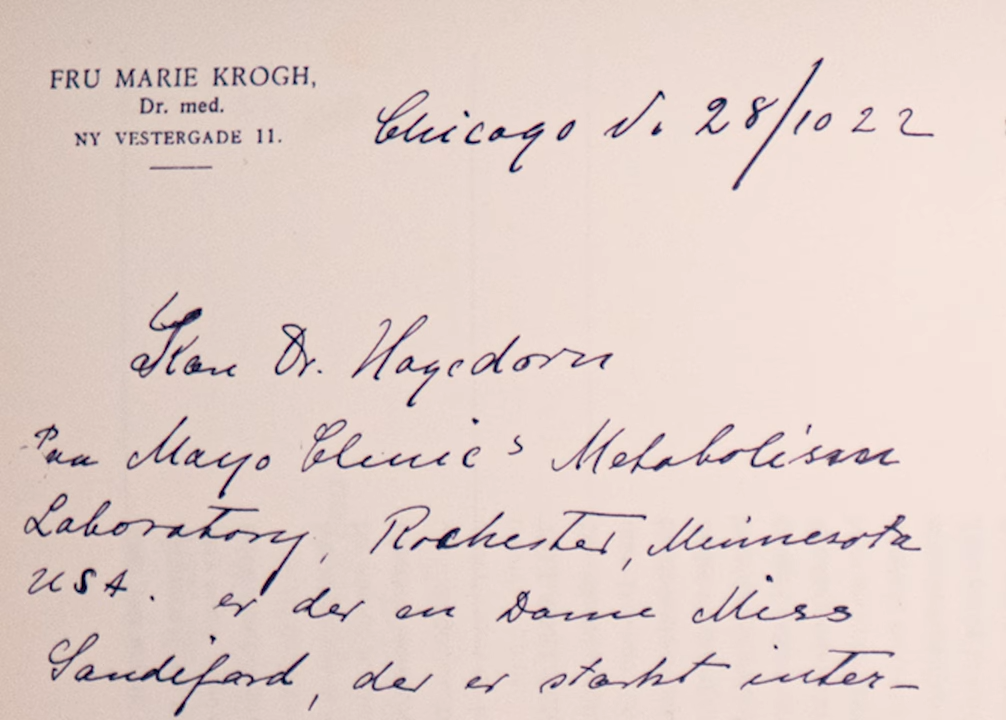 FRU MARIE KROGH,
Dr. med.
NY VESTERGADE 11.
Chicago d. 28/10 22
Kære Dr. Hagedorn
Paa Mayo Clinic's Metabolism
Laboratory, Rochester, Minnesota
USA. er der en Dame Miss
Sandiford, der er stærkt inter-